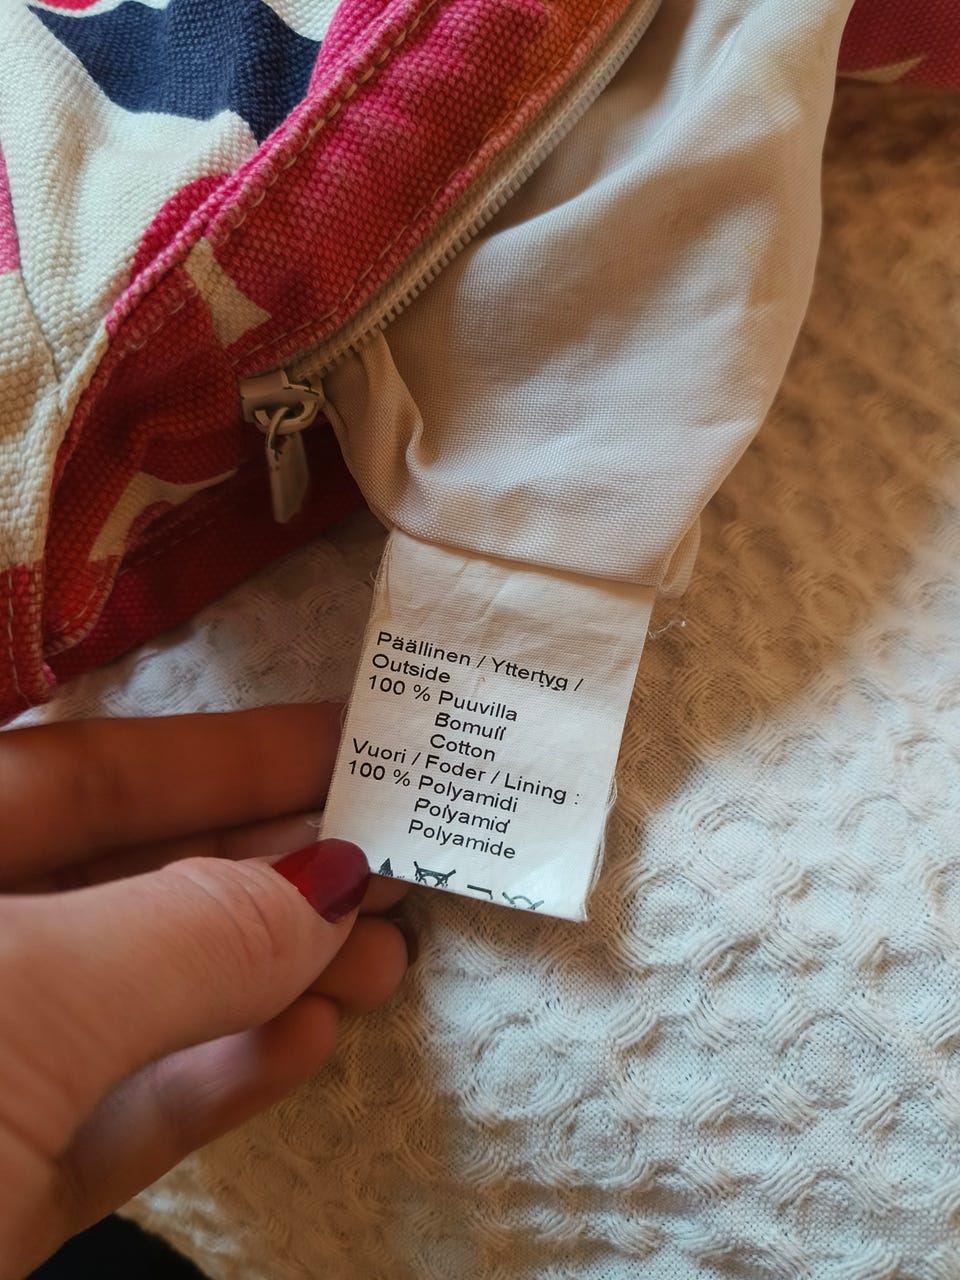 Päällinen / Yttertyg /
Outside
100 % Puuvilla
Bomull
Cotton
Vuori / Foder / Lining :
100 % Polyamidi
Polyamid
Polyamide